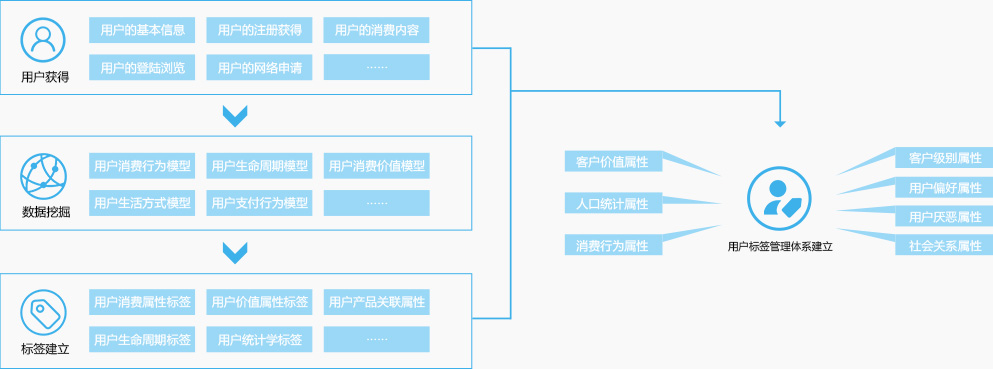 用户的基本信息
用户的注册获得
用户的消费内容
用户的登陆浏览
用户的网络申请
......
用户获得
用户消费行为模型
用户生命周期模型
用户消费价值模型
用户生活方式模型
用户支付行为模型
......
数据挖掘
用户消费属性标签
用户价值属性标签
用户产品关联属性
用户生命周期标签
用户统计学标签
......
标签建立
客户价值属性
人口统计属性
消费行为属性
用户标签管理体系建立
客户级别属性
用户偏好属性
用户厌恶属性
社会关系属性